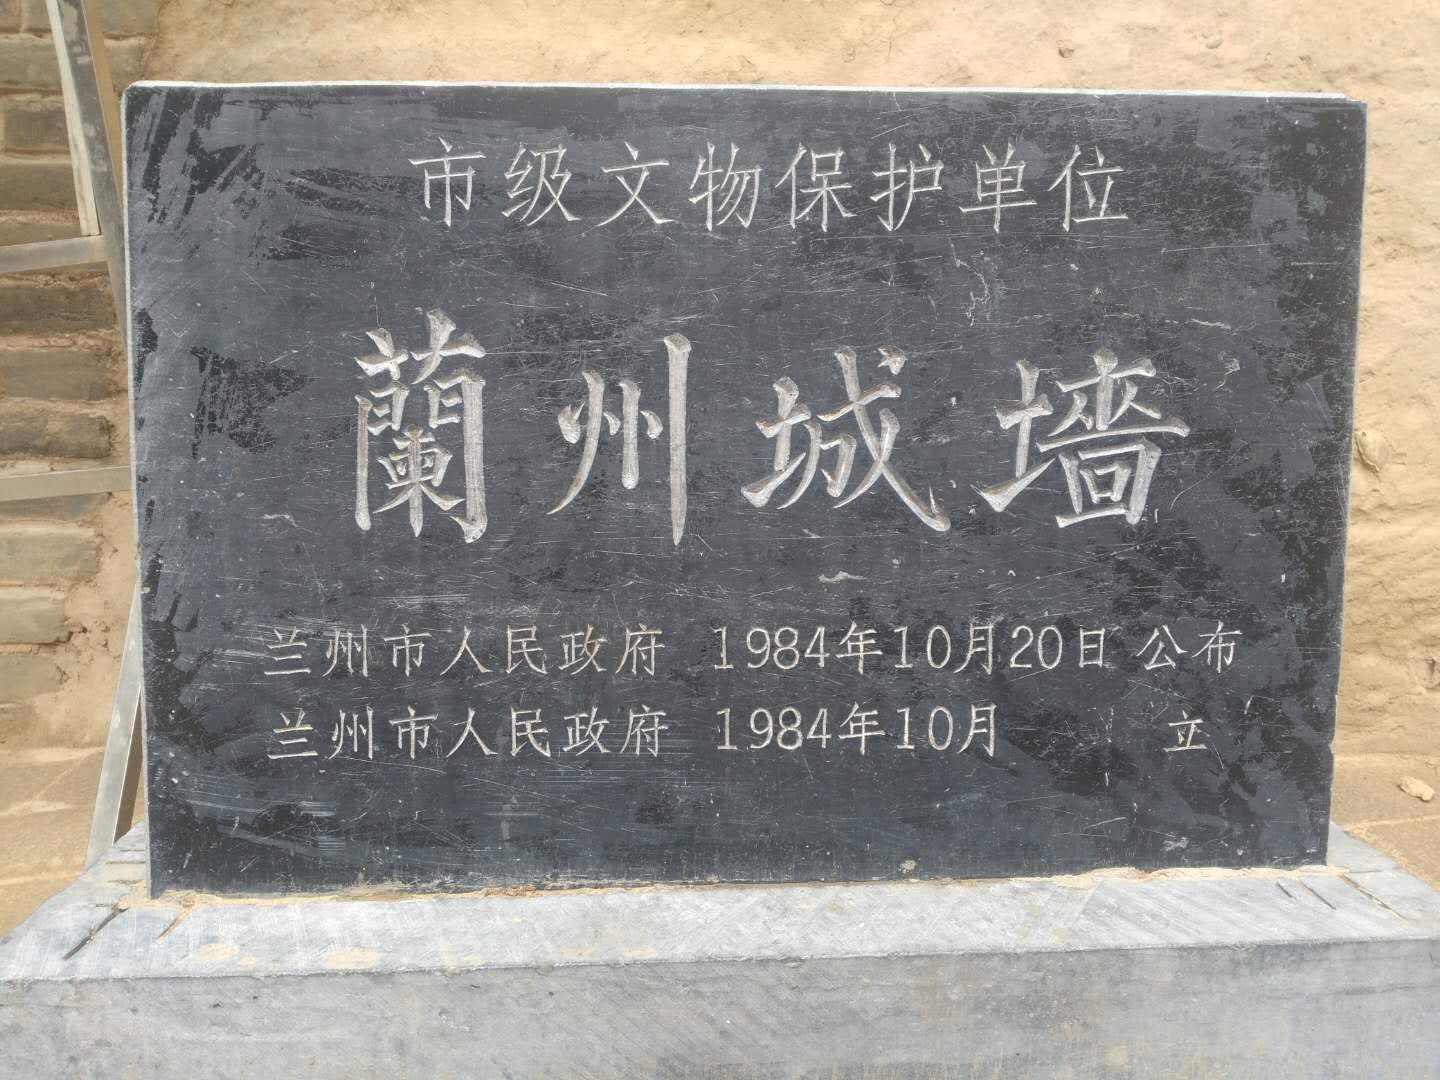 市级文物保护单位
蘭州城墙
兰州市人民政府 1984年10月20日 公布
兰州市人民政府 1984年10月 立